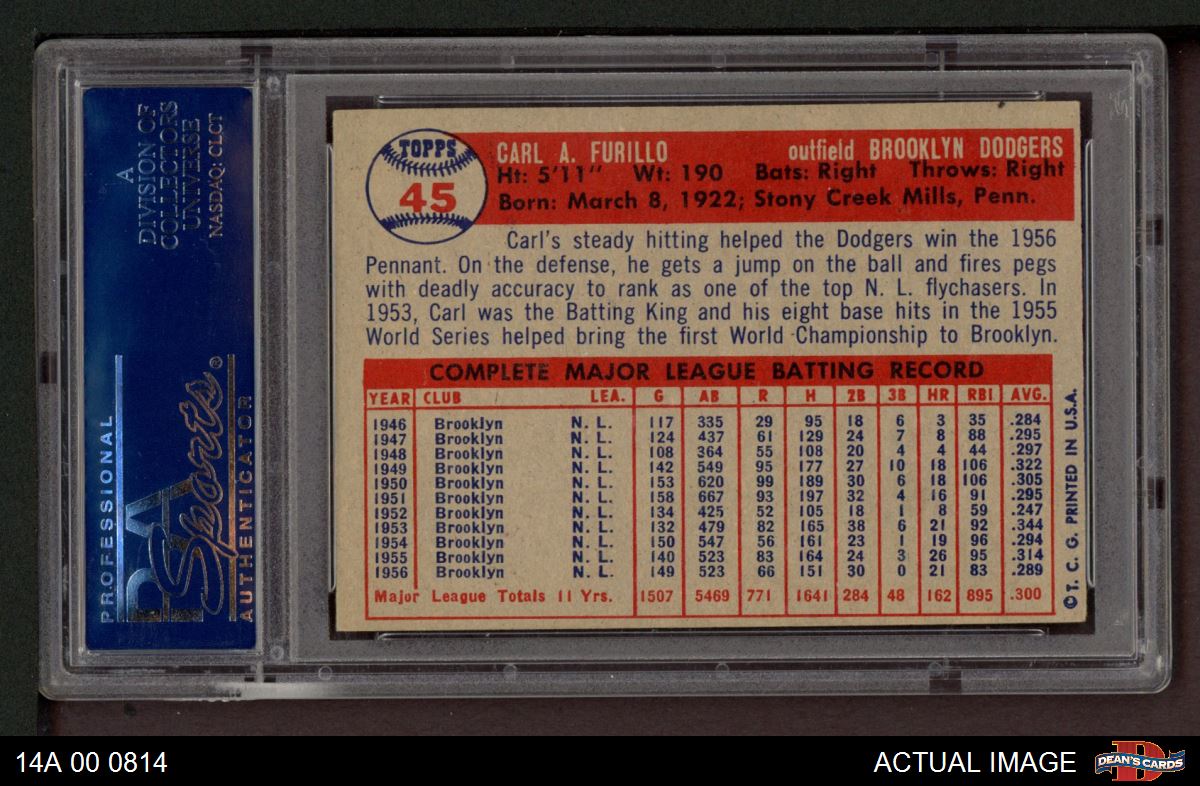 A
DIVISION OF
COLLECTORS
UNIVERSE
NASDAQ: CLCT
PROFESSIONAL
PSA
Sports®
AUTHENTICATOR
TOPPS
45
CARL A. FURILLO outfield BROOKLYN DODGERS
Ht: 5'11" Wt: 190 Bats: Right Throws: Right
Born: March 8, 1922; Stony Creek Mills, Penn.
Carl's steady hitting helped the Dodgers win the 1956
Pennant. On the defense, he gets a jump on the ball and fires pegs
with deadly accuracy to rank as one of the top N. L. flychasers. In
1953, Carl was the Batting King and his eight base hits in the 1955
World Series helped bring the first World Championship to Brooklyn.
COMPLETE MAJOR LEAGUE BATTING RECORD
YEAR CLUB LEA. G AB R H 2B 3B HR RBI AVG.
1946 Brooklyn N. L. 117 335 29 95 18 6 3 35 .284
1947 Brooklyn N. L. 124 437 61 129 24 7 8 88 .295
1948 Brooklyn N. L. 108 364 55 108 20 4 4 44 .297
1949 Brooklyn N. L. 142 549 95 177 27 10 18 106 .322
1950 Brooklyn N. L. 153 620 99 189 30 6 18 106 .305
1951 Brooklyn N. L. 158 667 93 197 32 4 16 91 .295
1952 Brooklyn N. L. 134 425 52 105 18 1 8 59 .247
1953 Brooklyn N. L. 132 479 82 165 38 6 21 92 .344
1954 Brooklyn N. L. 150 547 56 161 23 1 19 96 .294
1955 Brooklyn N. L. 140 523 83 164 24 3 26 95 .314
1956 Brooklyn N. L. 149 523 66 151 30 0 21 83 .289
Major League Totals 11 Yrs. 1507 5469 771 1641 284 48 162 895 .300
© T. C. G. PRINTED IN U.S.A.
14A 00 0814
ACTUAL IMAGE
D
DEAN'S CARDS